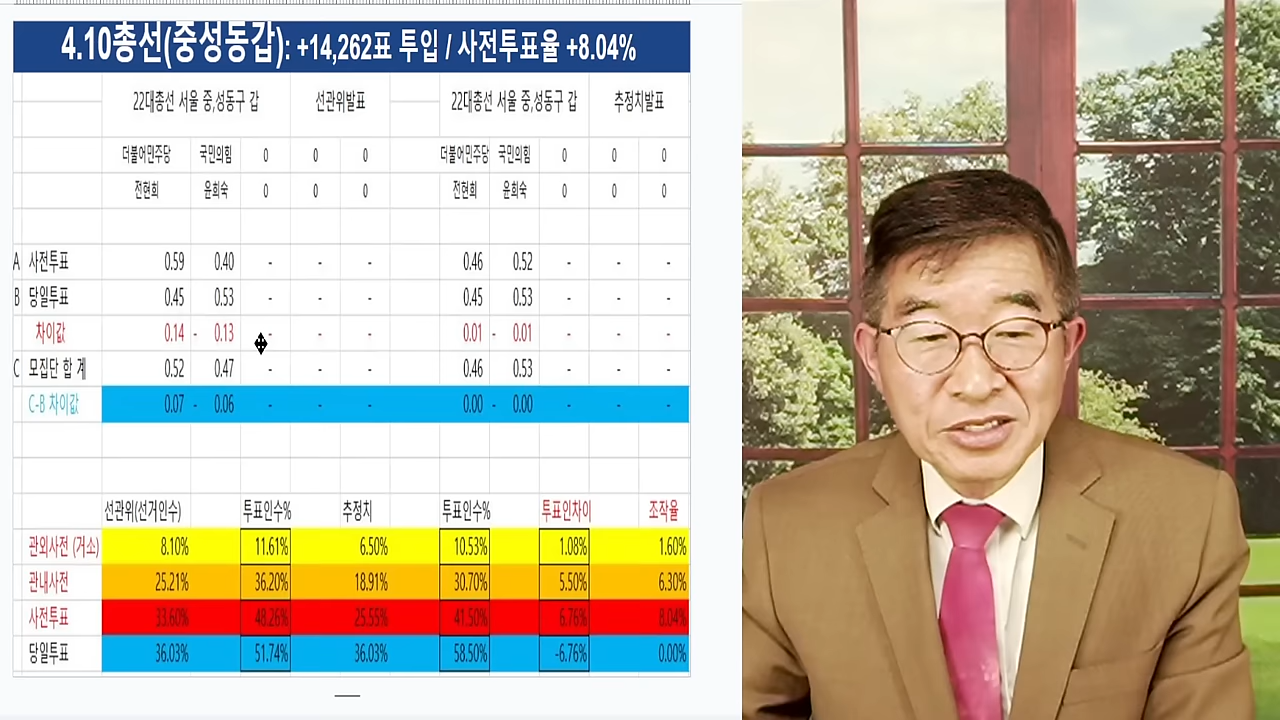 4.10총선(중성동갑): +14,262표 투입 / 사전투표율 +8.04%
22대총선 서울 중,성동구 갑 선관위발표 22대총선 서울 중,성동구 갑 추정치발표
더불어민주당 국민의힘 0 0 0 더불어민주당 국민의힘 0 0 0
전현희 윤희숙 0 0 0 전현희 윤희숙 0 0 0
A 사전투표 0.59 0.40 - - - 0.46 0.52 - - -
B 당일투표 0.45 0.53 - - - 0.45 0.53 - - -
차이값 0.14 - 0.13 - - - 0.01 - 0.01 - - -
C 모집단 합 계 0.52 0.47 - - - 0.46 0.53 - - -
C-B 차이값 0.07 - 0.06 - - - 0.00 - 0.00 - - -
선관위(선거인수) 투표인수% 추정치 투표인수% 투표인차이 조작율
관외사전 (거소) 8.10% 11.61% 6.50% 10.53% 1.08% 1.60%
관내사전 25.21% 36.20% 18.91% 30.70% 5.50% 6.30%
사전투표 33.60% 48.26% 25.55% 41.50% 6.76% 8.04%
당일투표 36.03% 51.74% 36.03% 58.50% -6.76% 0.00%